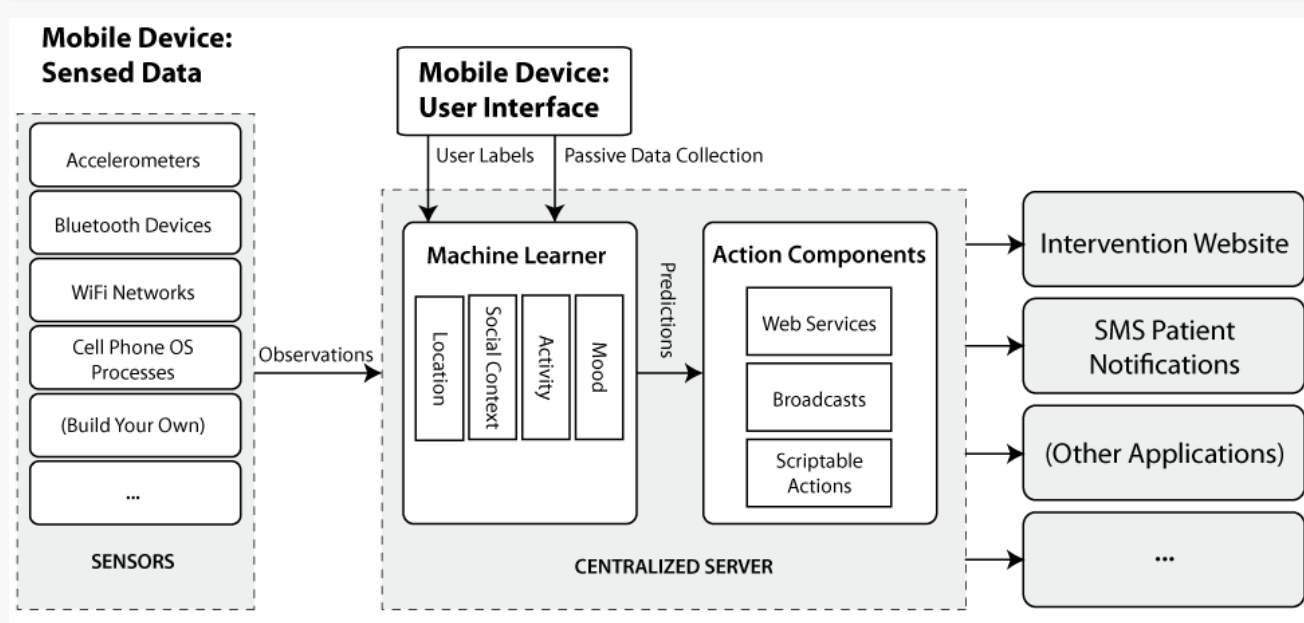 Mobile Device:
Sensed Data
Accelerometers
Bluetooth Devices
WiFi Networks
Cell Phone OS
Processes
(Build Your Own)
...
SENSORS
Observations
Mobile Device:
User Interface
User Labels
Passive Data Collection
Machine Learner
Location
Social Context
Activity
Mood
Predictions
Action Components
Web Services
Broadcasts
Scriptable
Actions
CENTRALIZED SERVER
Intervention Website
SMS Patient
Notifications
(Other Applications)
...